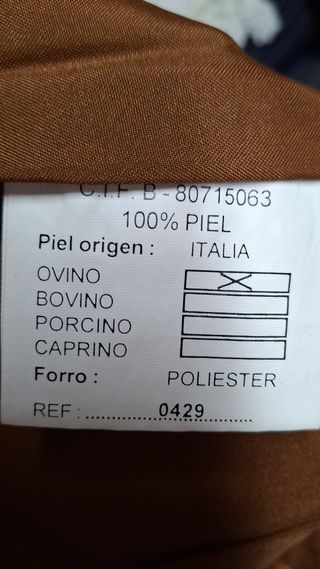 C.I.F. B - 80715063
100% PIEL
Piel origen : ITALIA
OVINO
BOVINO
PORCINO
CAPRINO
Forro : POLIESTER
REF : 0429